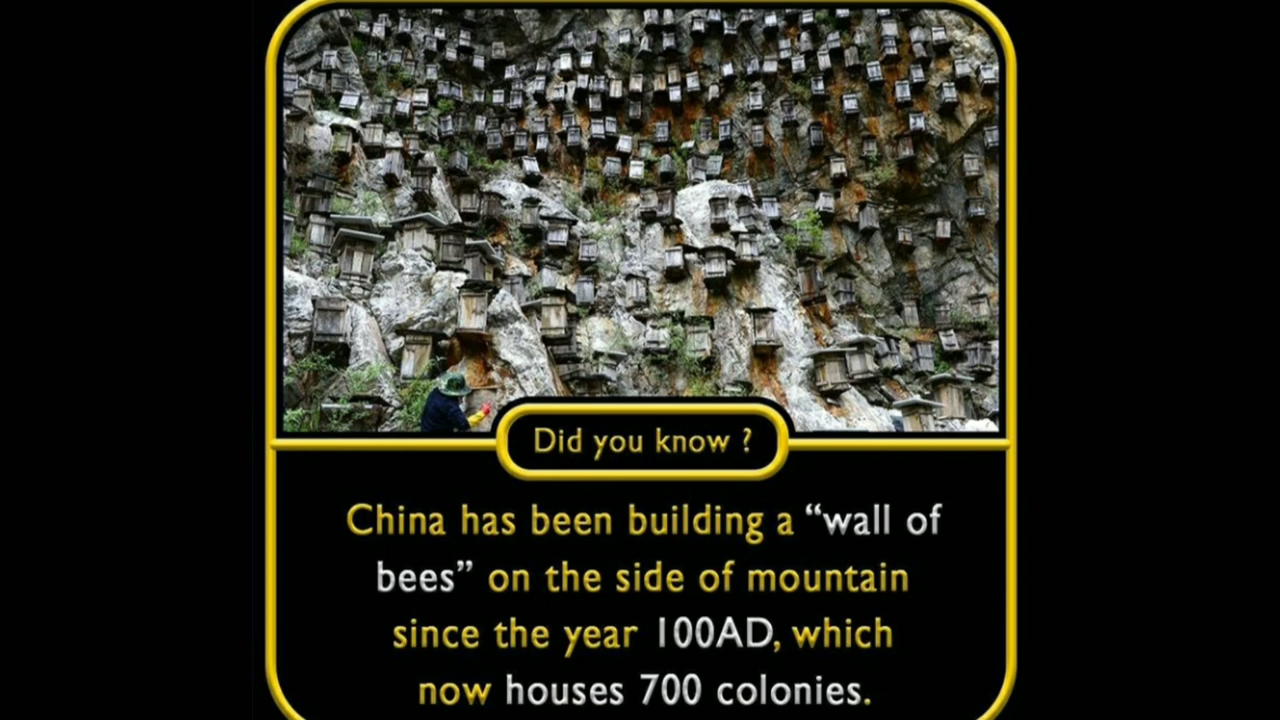 Did you know ?
China has been building a “wall of
bees” on the side of mountain
since the year 100AD, which
now houses 700 colonies.